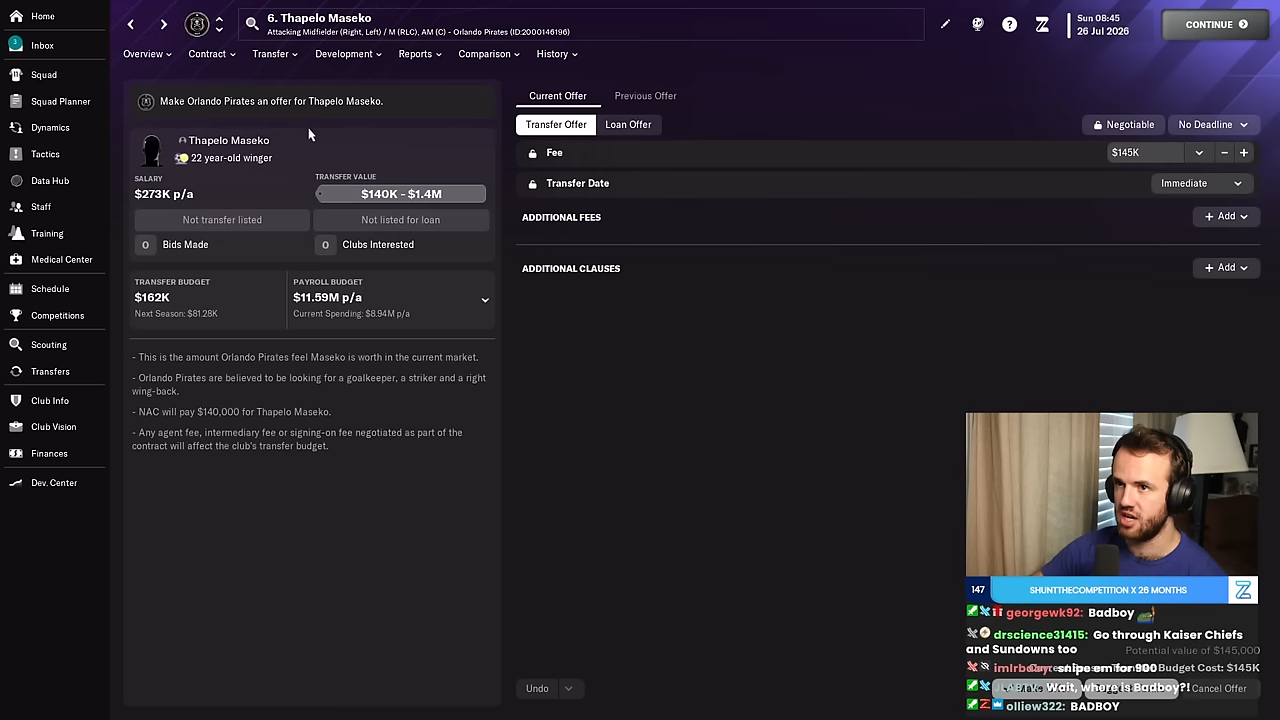 Home
6. Thapelo Maseko
Attacking Midfielder (Right, Left) / M (RLC), AM (C) - Orlando Pirates (ID:2000146196)
Sun 08:45
26 Jul 2026
CONTINUE
3
Inbox
Overview
Contract
Transfer
Development
Reports
Comparison
History
Squad
Squad Planner
Dynamics
Tactics
Data Hub
Staff
Training
Medical Center
Schedule
Competitions
Scouting
Transfers
Club Info
Club Vision
Finances
Dev. Center
Make Orlando Pirates an offer for Thapelo Maseko.
Thapelo Maseko
22 year-old winger
SALARY
TRANSFER VALUE
$273K p/a
$140K - $1.4M
Not transfer listed
Not listed for loan
0 Bids Made
0 Clubs Interested
TRANSFER BUDGET
PAYROLL BUDGET
$162K
$11.59M p/a
Next Season: $81.28K
Current Spending: $8.94M p/a
- This is the amount Orlando Pirates feel Maseko is worth in the current market.
- Orlando Pirates are believed to be looking for a goalkeeper, a striker and a right
wing-back.
- NAC will pay $140,000 for Thapelo Maseko.
- Any agent fee, intermediary fee or signing-on fee negotiated as part of the
contract will affect the club's transfer budget.
Current Offer
Previous Offer
Transfer Offer
Loan Offer
Negotiable
No Deadline
Fee
$145K
Transfer Date
Immediate
ADDITIONAL FEES
+ Add
ADDITIONAL CLAUSES
+ Add
Undo
147
SHUNTTHECOMPETITION X 26 MONTHS
georgewk92: Badboy
drscience31415: Go through Kaiser Chiefs
and Sundowns too
Potential value of $145,000
snipe em for 900
Budget Cost: $145K
Wait, where is Badboy?!
Cancel Offer
olliew322: BADBOY